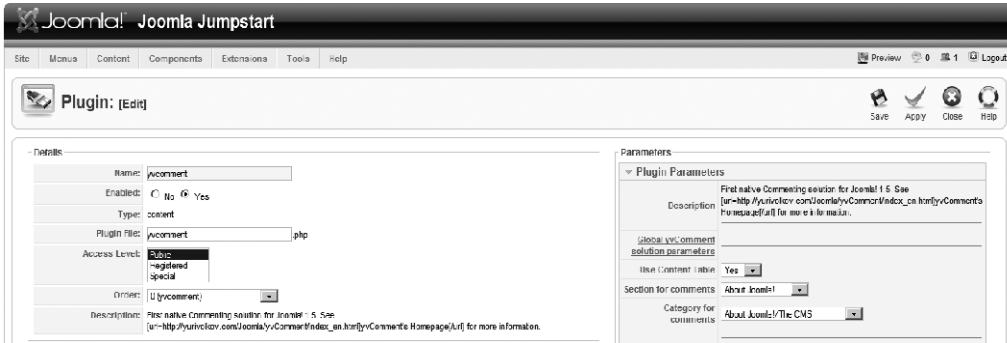 Joomla! Joomla Jumpstart
Site Menus Content Components Extensions Tools Help
Preview 0 1 Logout
Plugin: [Edit]
Save Apply Close Help
Details
Name: yvcomment
Enabled: No Yes
Type: content
Plugin File: yvcomment .php
Access Level: Public
Registered
Special
Order: 0 (yvcomment)
Description: First native Commenting solution for Joomla! 1.5. See
[url=http://yurivolkov.com/Joomla/yvComment/index_en.html]yvComment's Homepage[/url] for more information.
Parameters
Plugin Parameters
Description First native Commenting solution for Joomla! 1.5. See
[url=http://yurivolkov.com/Joomla/yvComment/index_en.html]yvComment's
Homepage[/url] for more information.
Global yvComment
solution parameters
Use Content Table Yes
Section for comments About Joomla!
Category for
comments About Joomla!/The CMS